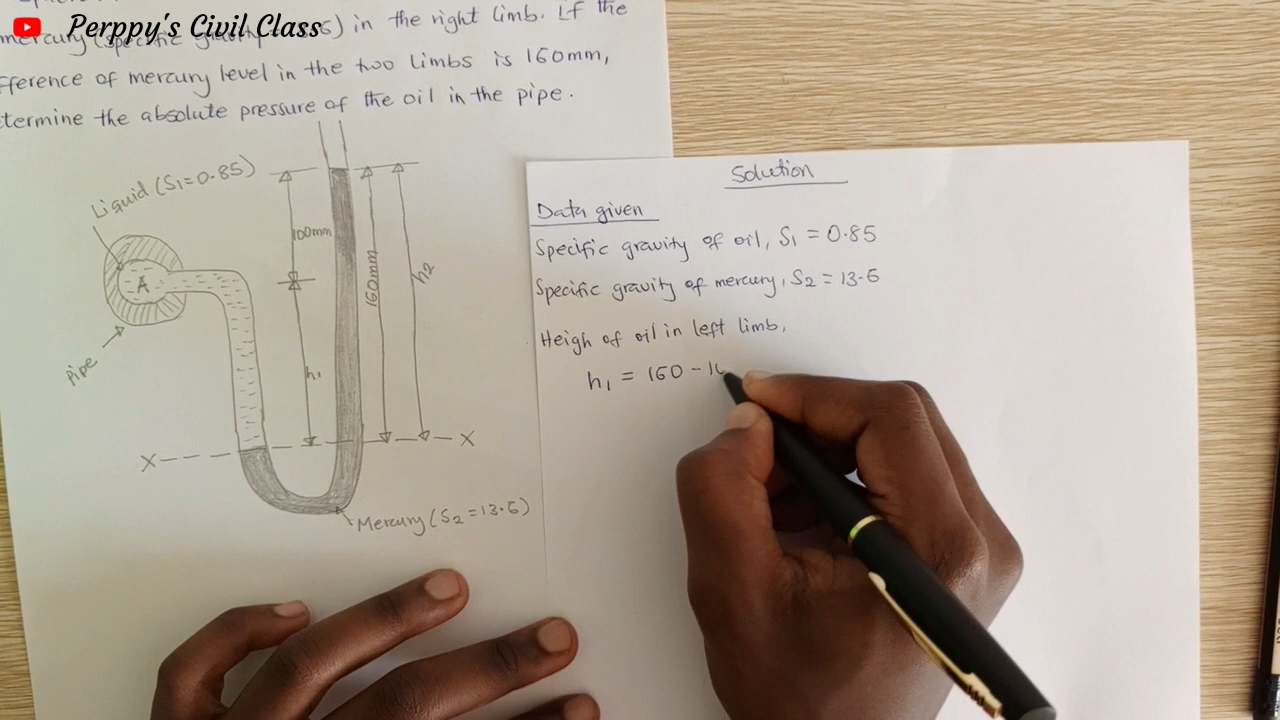 Perppy's Civil Class
in the right limb. If the
fference of mercury level in the two limbs is 160mm,
termine the absolute pressure of the oil in the pipe.
Liquid (S1=0.85)
A
pipe
100mm
h1
160mm
h2
X
X
Mercury (S2=13.6)
Solution
Data given
Specific gravity of oil, S1 = 0.85
Specific gravity of mercury, S2 = 13.6
Heigh of oil in left limb,
h1 = 160 - 1